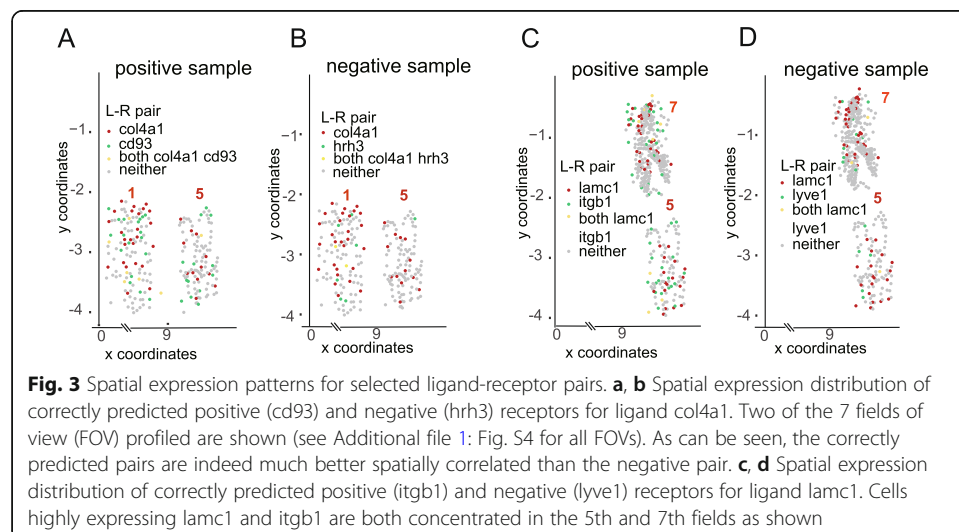 A
positive sample
L-R pair
col4a1
cd93
both col4a1 cd93
neither
1
5
y coordinates
-1
-2
-3
-4
0
9
x coordinates
B
negative sample
L-R pair
col4a1
hrh3
both col4a1 hrh3
neither
1
5
y coordinates
-1
-2
-3
-4
0
9
x coordinates
C
positive sample
7
L-R pair
lamc1
itgb1
both lamc1
itgb1
neither
5
y coordinates
-1
-2
-3
-4
0
9
x coordinates
D
negative sample
7
L-R pair
lamc1
lyve1
both lamc1
lyve1
neither
5
y coordinates
-1
-2
-3
-4
0
9
x coordinates
Fig. 3 Spatial expression patterns for selected ligand-receptor pairs. a, b Spatial expression distribution of
correctly predicted positive (cd93) and negative (hrh3) receptors for ligand col4a1. Two of the 7 fields of
view (FOV) profiled are shown (see Additional file 1: Fig. S4 for all FOVs). As can be seen, the correctly
predicted pairs are indeed much better spatially correlated than the negative pair. c, d Spatial expression
distribution of correctly predicted positive (itgb1) and negative (lyve1) receptors for ligand lamc1. Cells
highly expressing lamc1 and itgb1 are both concentrated in the 5th and 7th fields as shown